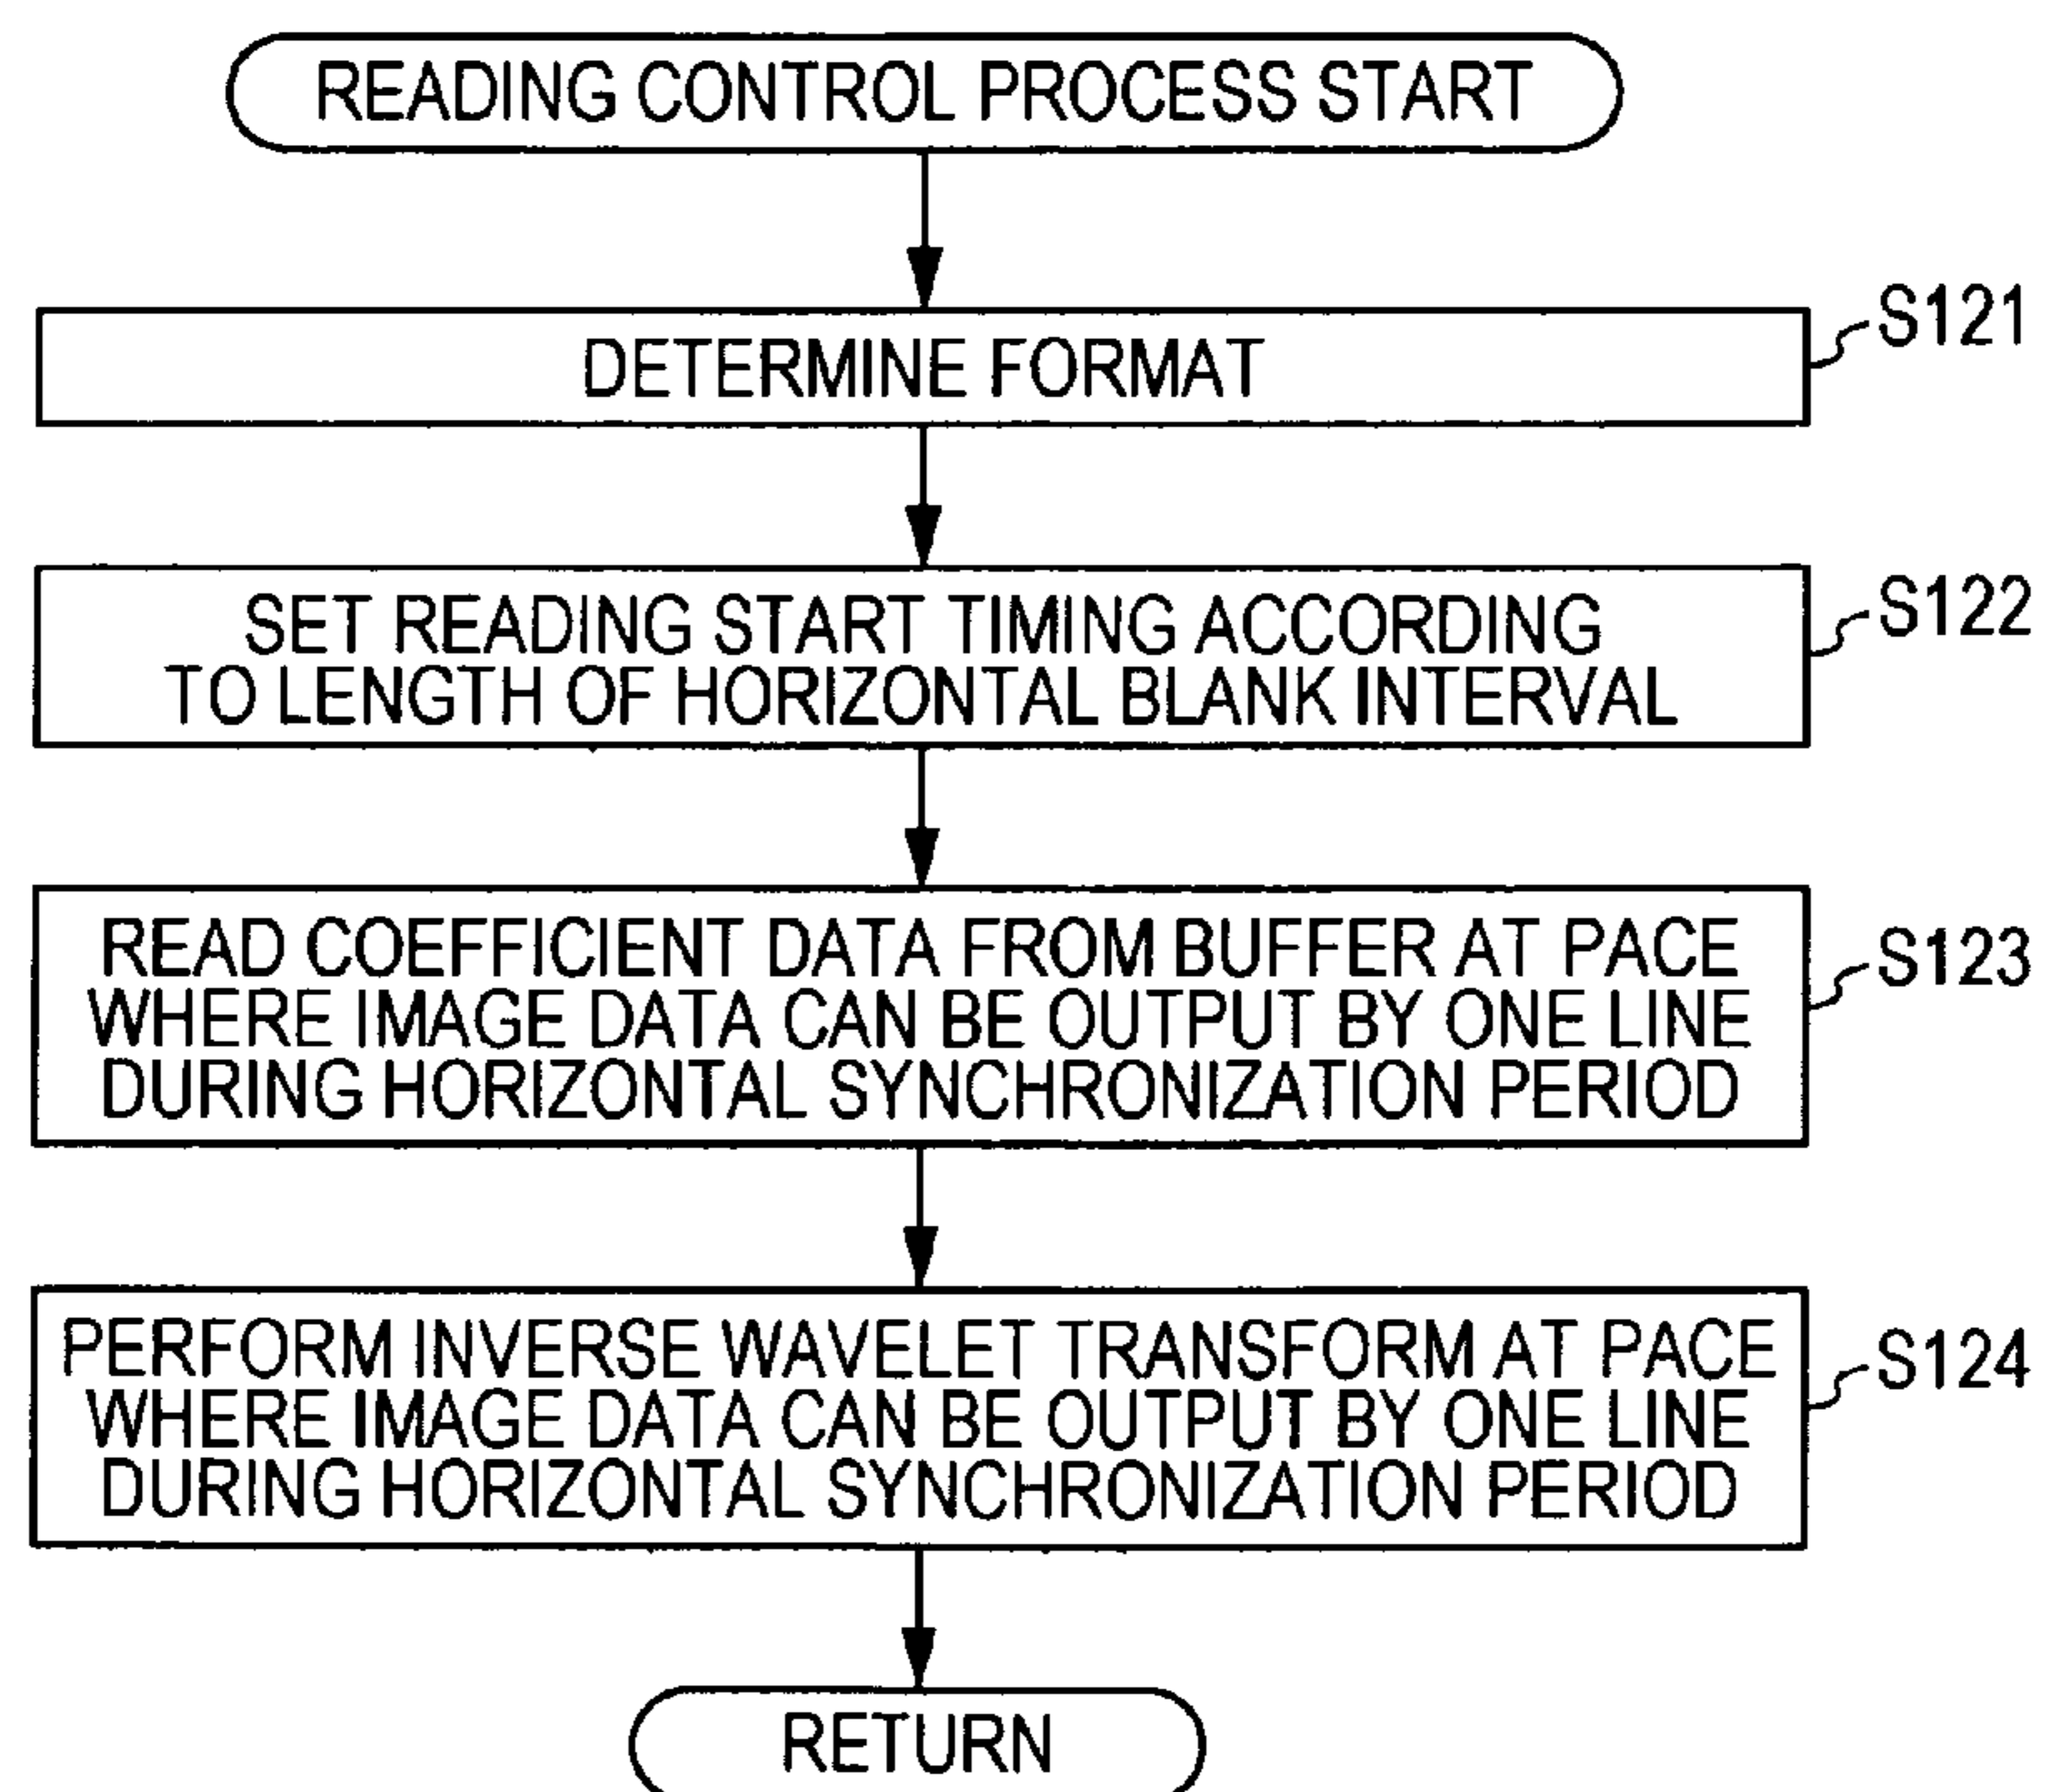 READING CONTROL PROCESS START
DETERMINE FORMAT
S121
SET READING START TIMING ACCORDING
TO LENGTH OF HORIZONTAL BLANK INTERVAL
S122
READ COEFFICIENT DATA FROM BUFFER AT PACE
WHERE IMAGE DATA CAN BE OUTPUT BY ONE LINE
DURING HORIZONTAL SYNCHRONIZATION PERIOD
S123
PERFORM INVERSE WAVELET TRANSFORM AT PACE
WHERE IMAGE DATA CAN BE OUTPUT BY ONE LINE
DURING HORIZONTAL SYNCHRONIZATION PERIOD
S124
RETURN